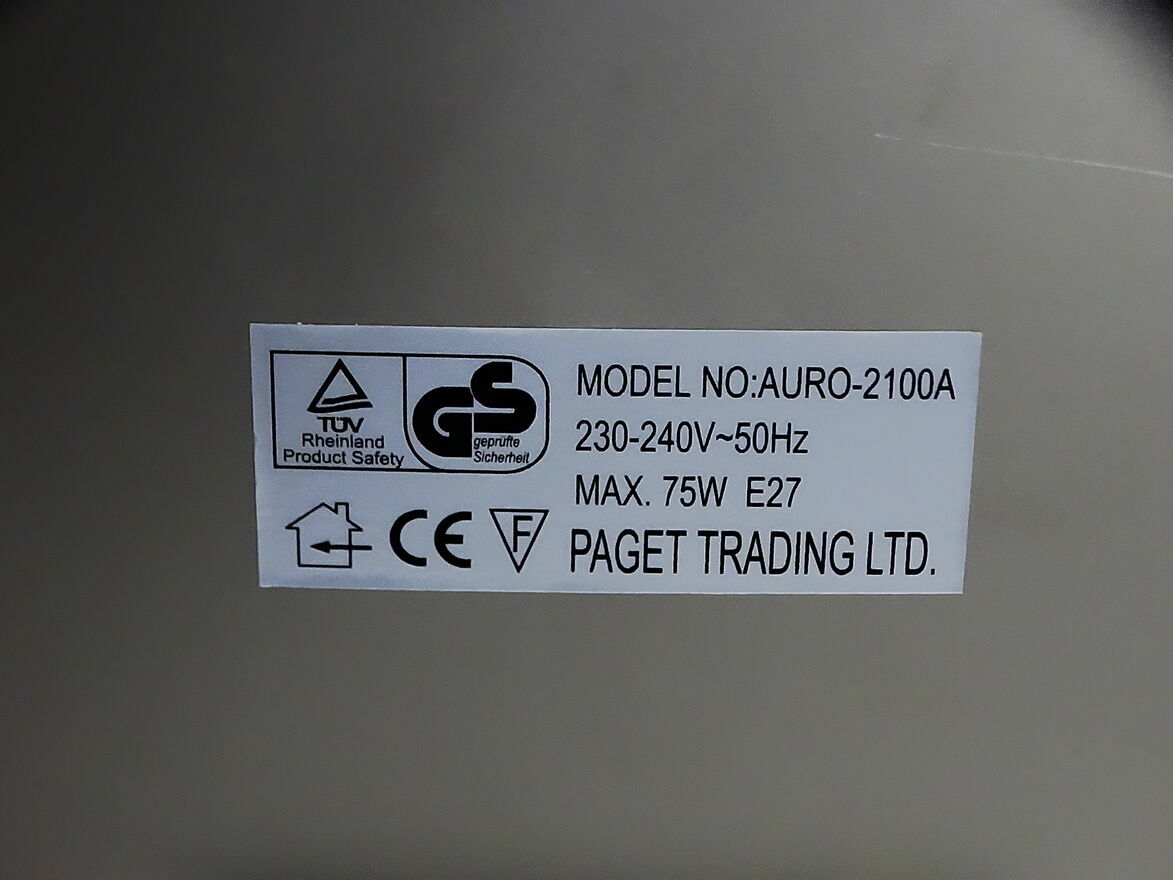 TÜV
Rheinland
Product Safety
GS
geprüfte
Sicherheit
MODEL NO:AURO-2100A
230-240V~50Hz
MAX. 75W E27
CE
F
PAGET TRADING LTD.